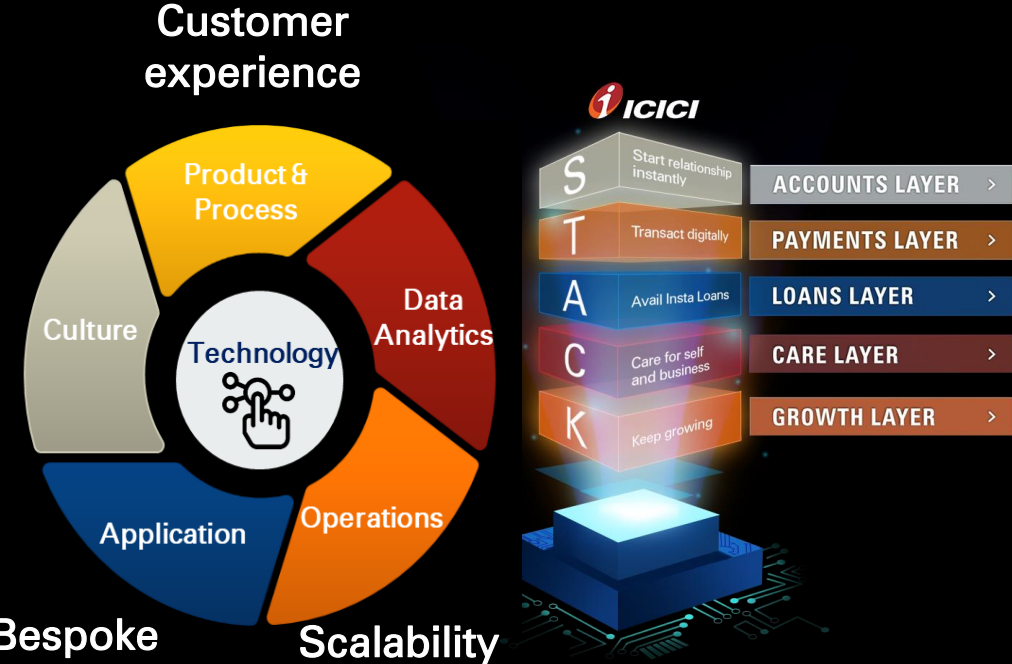 Customer
experience
Product &
Process
Data
Analytics
Culture
Technology
Application
Operations
Bespoke
Scalability
i ICICI
S
Start relationship
instantly
ACCOUNTS LAYER >
T
Transact digitally
PAYMENTS LAYER >
A
Avail Insta Loans
LOANS LAYER >
C
Care for self
and business
CARE LAYER >
K
Keep growing
GROWTH LAYER >